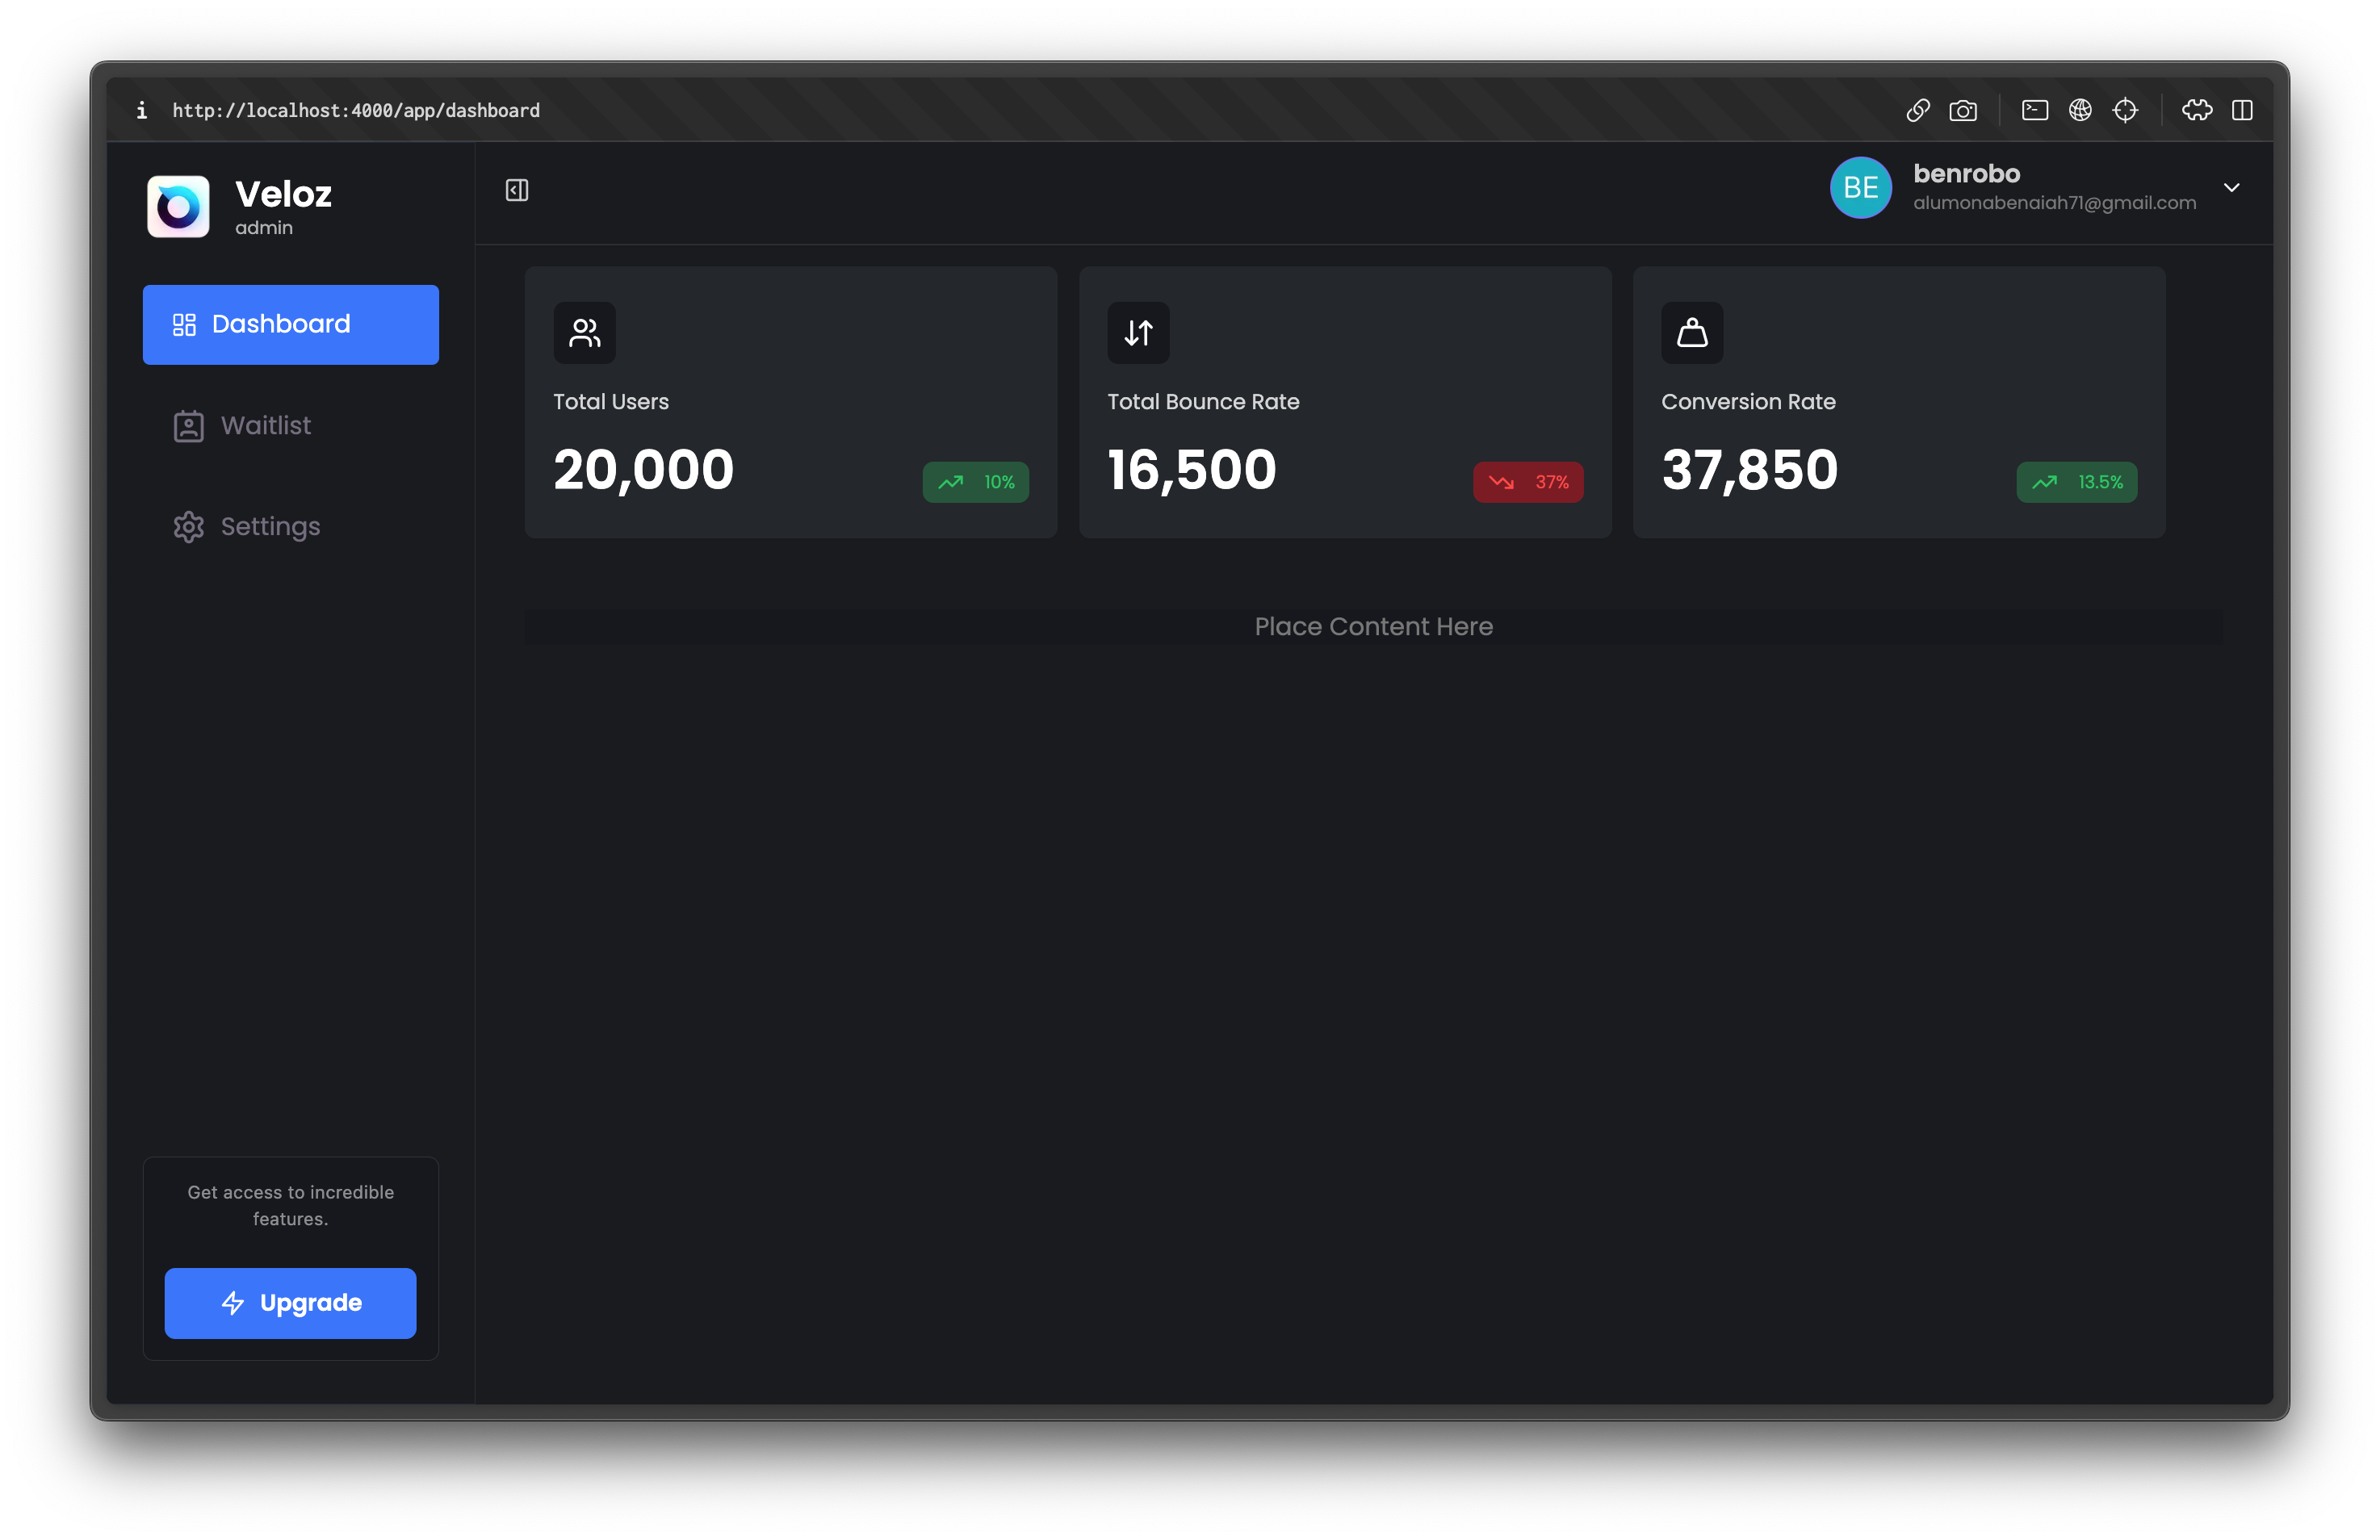 i http://localhost:4000/app/dashboard
Veloz
admin
Dashboard
Waitlist
Settings
Get access to incredible
features.
Upgrade
BE
benrobo
alumonabenaiah71@gmail.com
Total Users
20,000
10%
Total Bounce Rate
16,500
37%
Conversion Rate
37,850
13.5%
Place Content Here